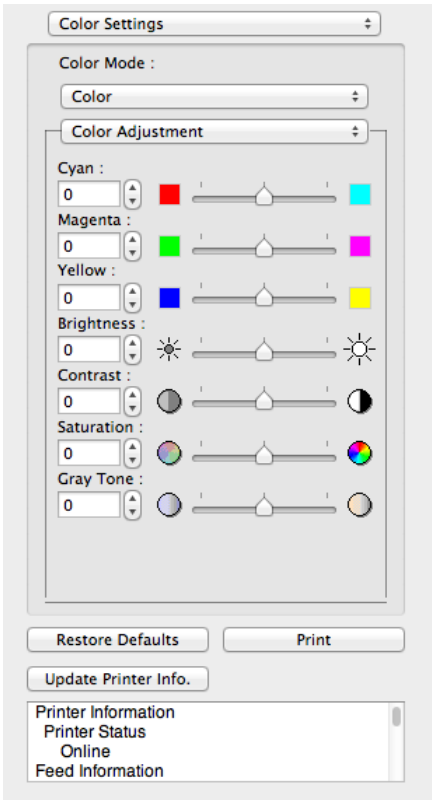 Color Settings
Color Mode :
Color
Color Adjustment
Cyan :
0
Magenta :
0
Yellow :
0
Brightness :
0
Contrast :
0
Saturation :
0
Gray Tone :
0
Restore Defaults Print
Update Printer Info.
Printer Information
Printer Status
Online
Feed Information